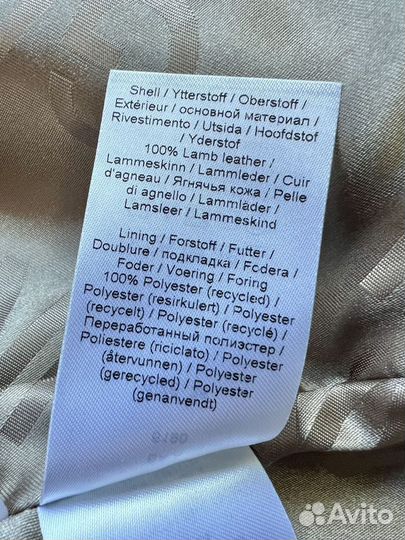 Shell / Ytterstoff / Oberstoff /
Extérieur / основной материал /
Rivestimento / Utsida / Hoofdstof
/ Yderstof
100% Lamb leather /
Lammeskinn / Lammleder / Cuir
d'agneau / Ягнячья кожа / Pelle
di agnello / Lammläder /
Lamsleer / Lammeskind
Lining / Forstoff / Futter /
Doublure / подкладка / Fodera /
Foder / Voering / Foring
100% Polyester (recycled) /
Polyester (resirkulert) / Polyester
(recycelt) / Polyester (recyclé) /
Переработанный полиэстер /
Poliestere (riciclato) / Polyester
(återvunnen) / Polyester
(gerecycled) / Polyester
(genanvendt)
Avito